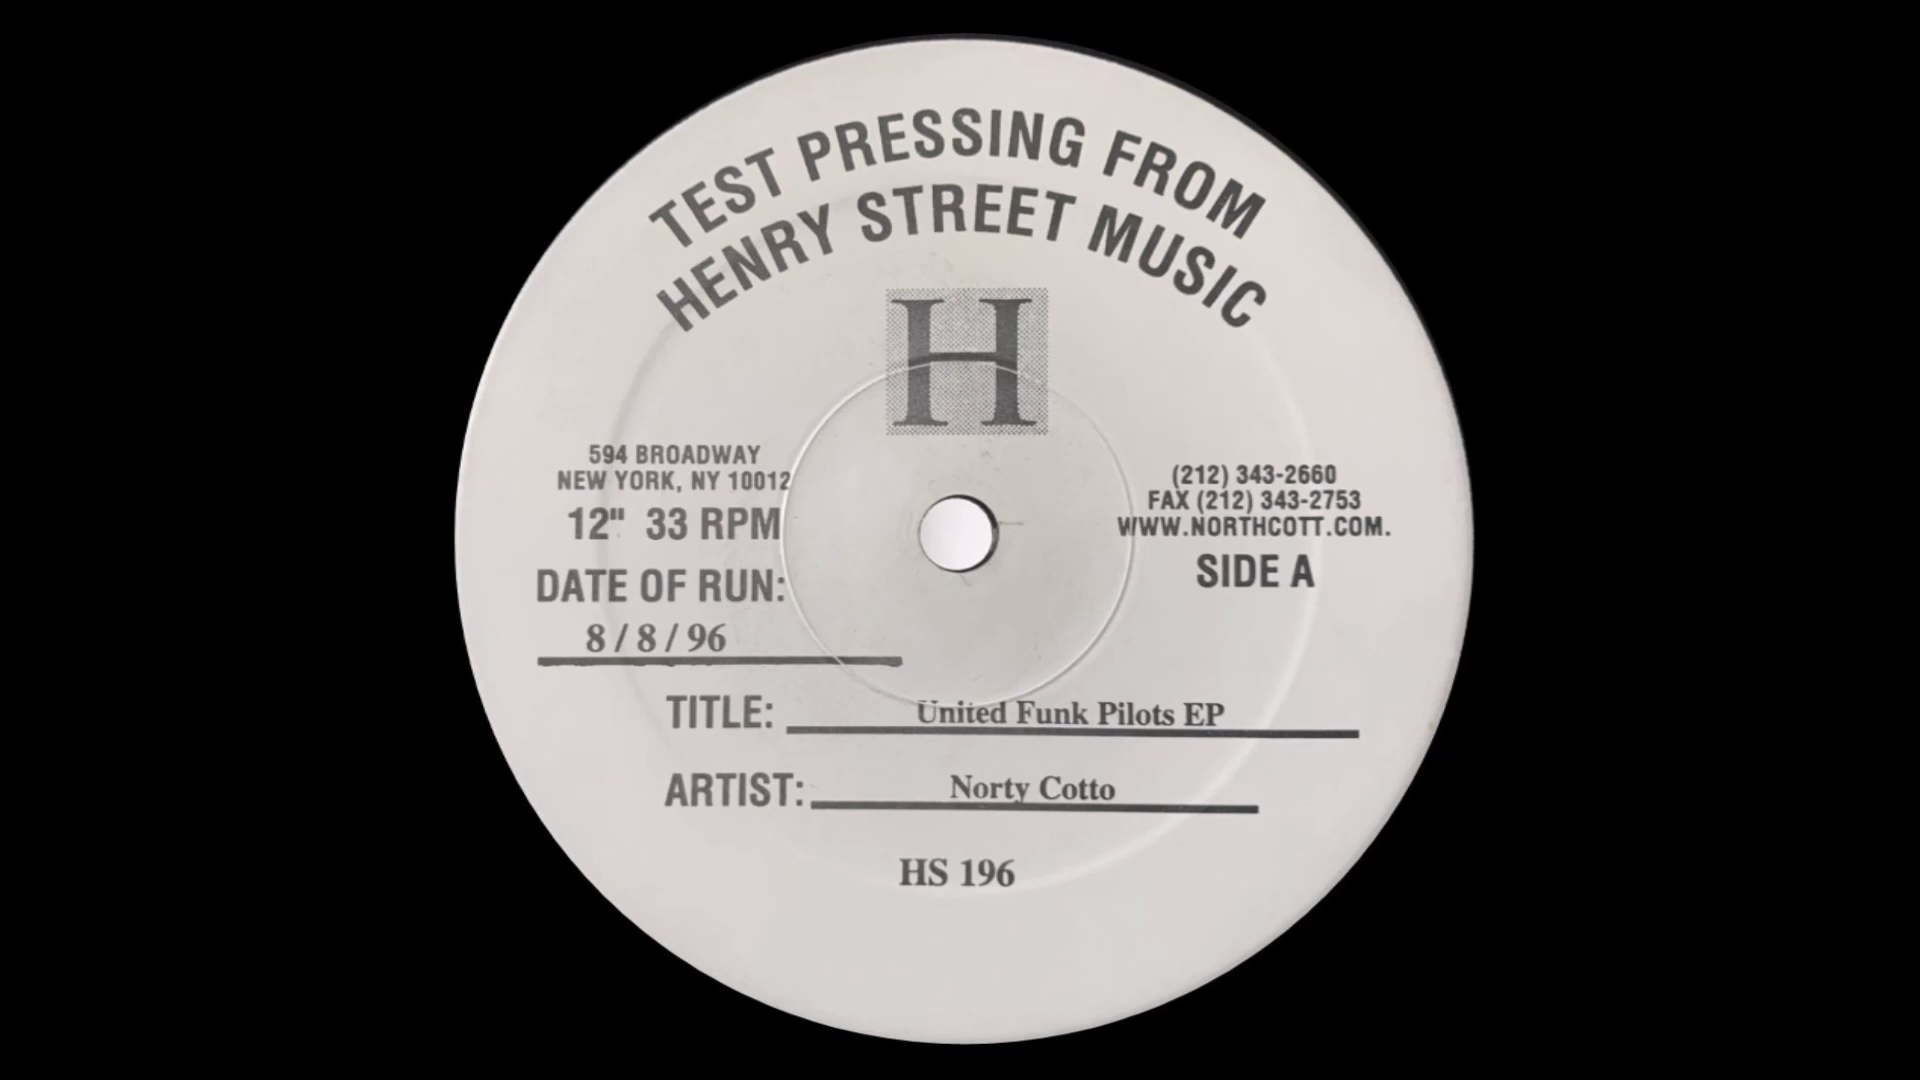 TEST PRESSING FROM
HENRY STREET MUSIC
H
594 BROADWAY
NEW YORK, NY 10012
12" 33 RPM
DATE OF RUN:
8 / 8 / 96
(212) 343-2660
FAX (212) 343-2753
WWW.NORTHCOTT.COM.
SIDE A
TITLE: United Funk Pilots EP
ARTIST: Norty Cotto
HS 196